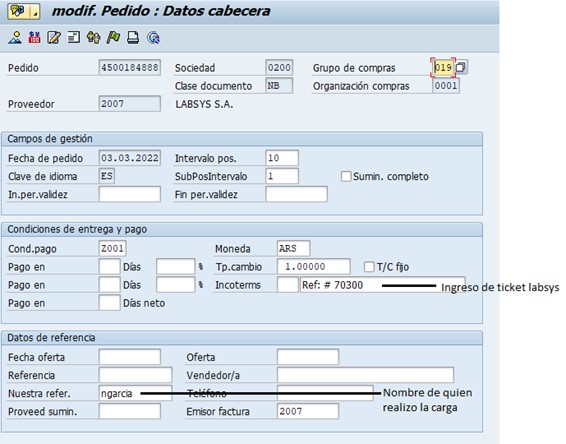 modif. Pedido : Datos cabecera
Pedido 4500184888 Sociedad 0200 Grupo de compras 019
Clase documento NB Organización compras 0001
Proveedor 2007 LABSYS S.A.
Campos de gestión
Fecha de pedido 03.03.2022 Intervalo pos. 10
Clave de idioma ES SubPosIntervalo 1 Sumin. completo
In.per.validez Fin per.validez
Condiciones de entrega y pago
Cond.pago Z001 Moneda ARS
Pago en Días % Tp.cambio 1.00000 T/C fijo
Pago en Días % Incoterms Ref: # 70300 Ingreso de ticket labsys
Pago en Días neto
Datos de referencia
Fecha oferta Oferta
Referencia Vendedor/a
Nuestra refer. ngarcia Teléfono Nombre de quien
realizo la carga
Proveed sumin. Emisor factura 2007